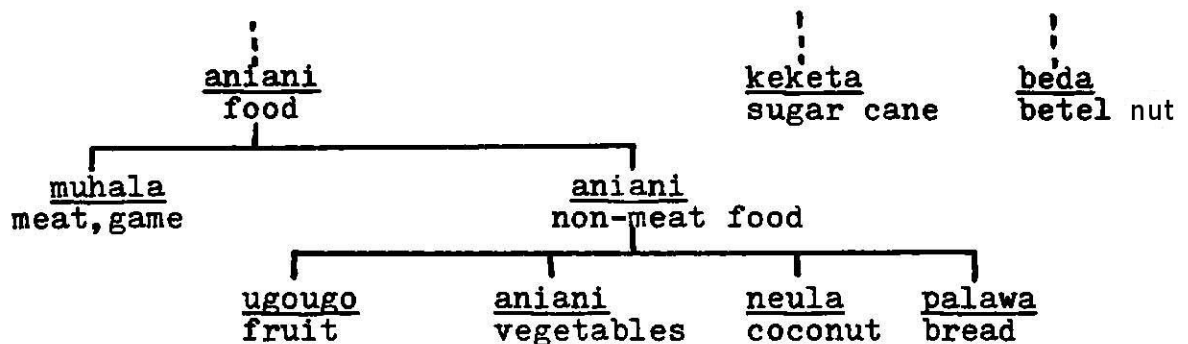 aniani keketa beda
food sugar cane betel nut
muhala aniani
meat, game non-meat food
ugougo aniani neula palawa
fruit vegetables coconut bread